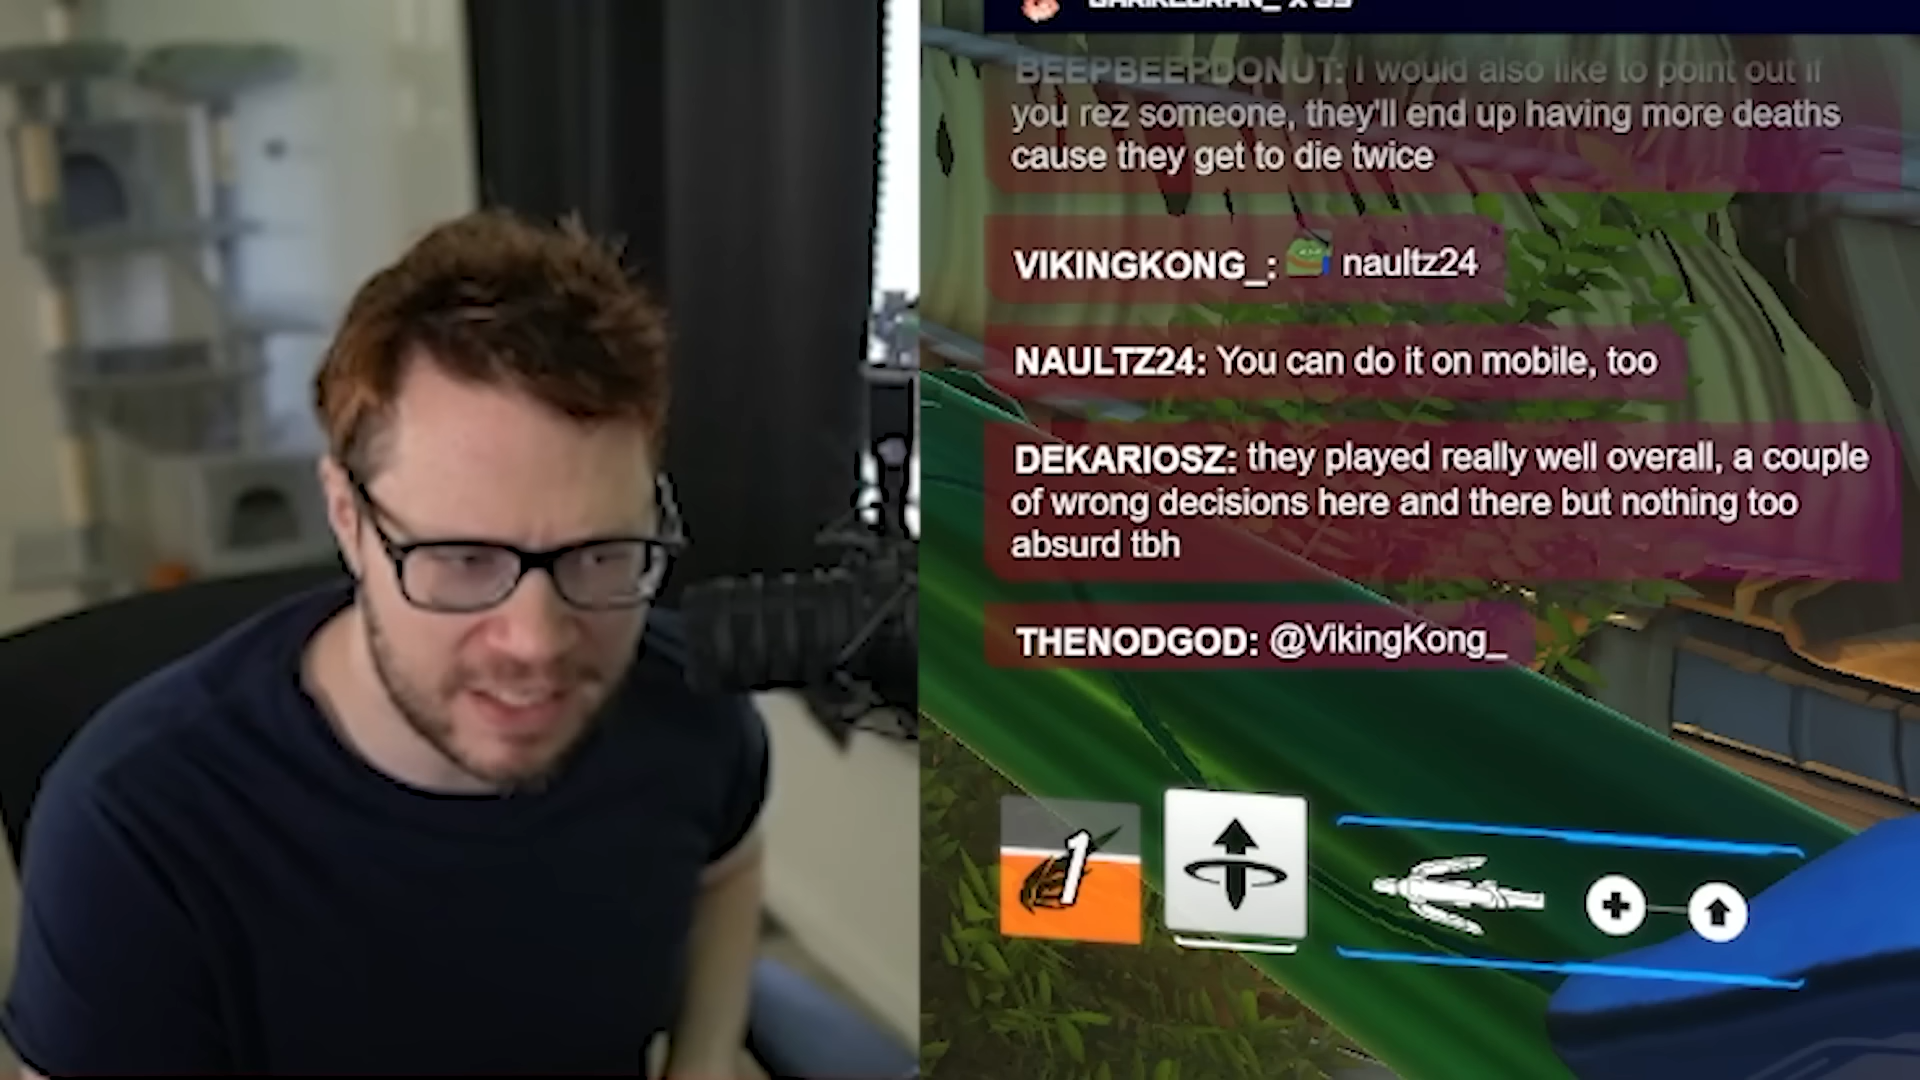 BEEPBEEPDONUT: I would also like to point out if
you rez someone, they'll end up having more deaths
cause they get to die twice
VIKINGKONG_: naultz24
NAULTZ24: You can do it on mobile, too
DEKARIOSZ: they played really well overall, a couple
of wrong decisions here and there but nothing too
absurd tbh
THENODGOD: @VikingKong_
1